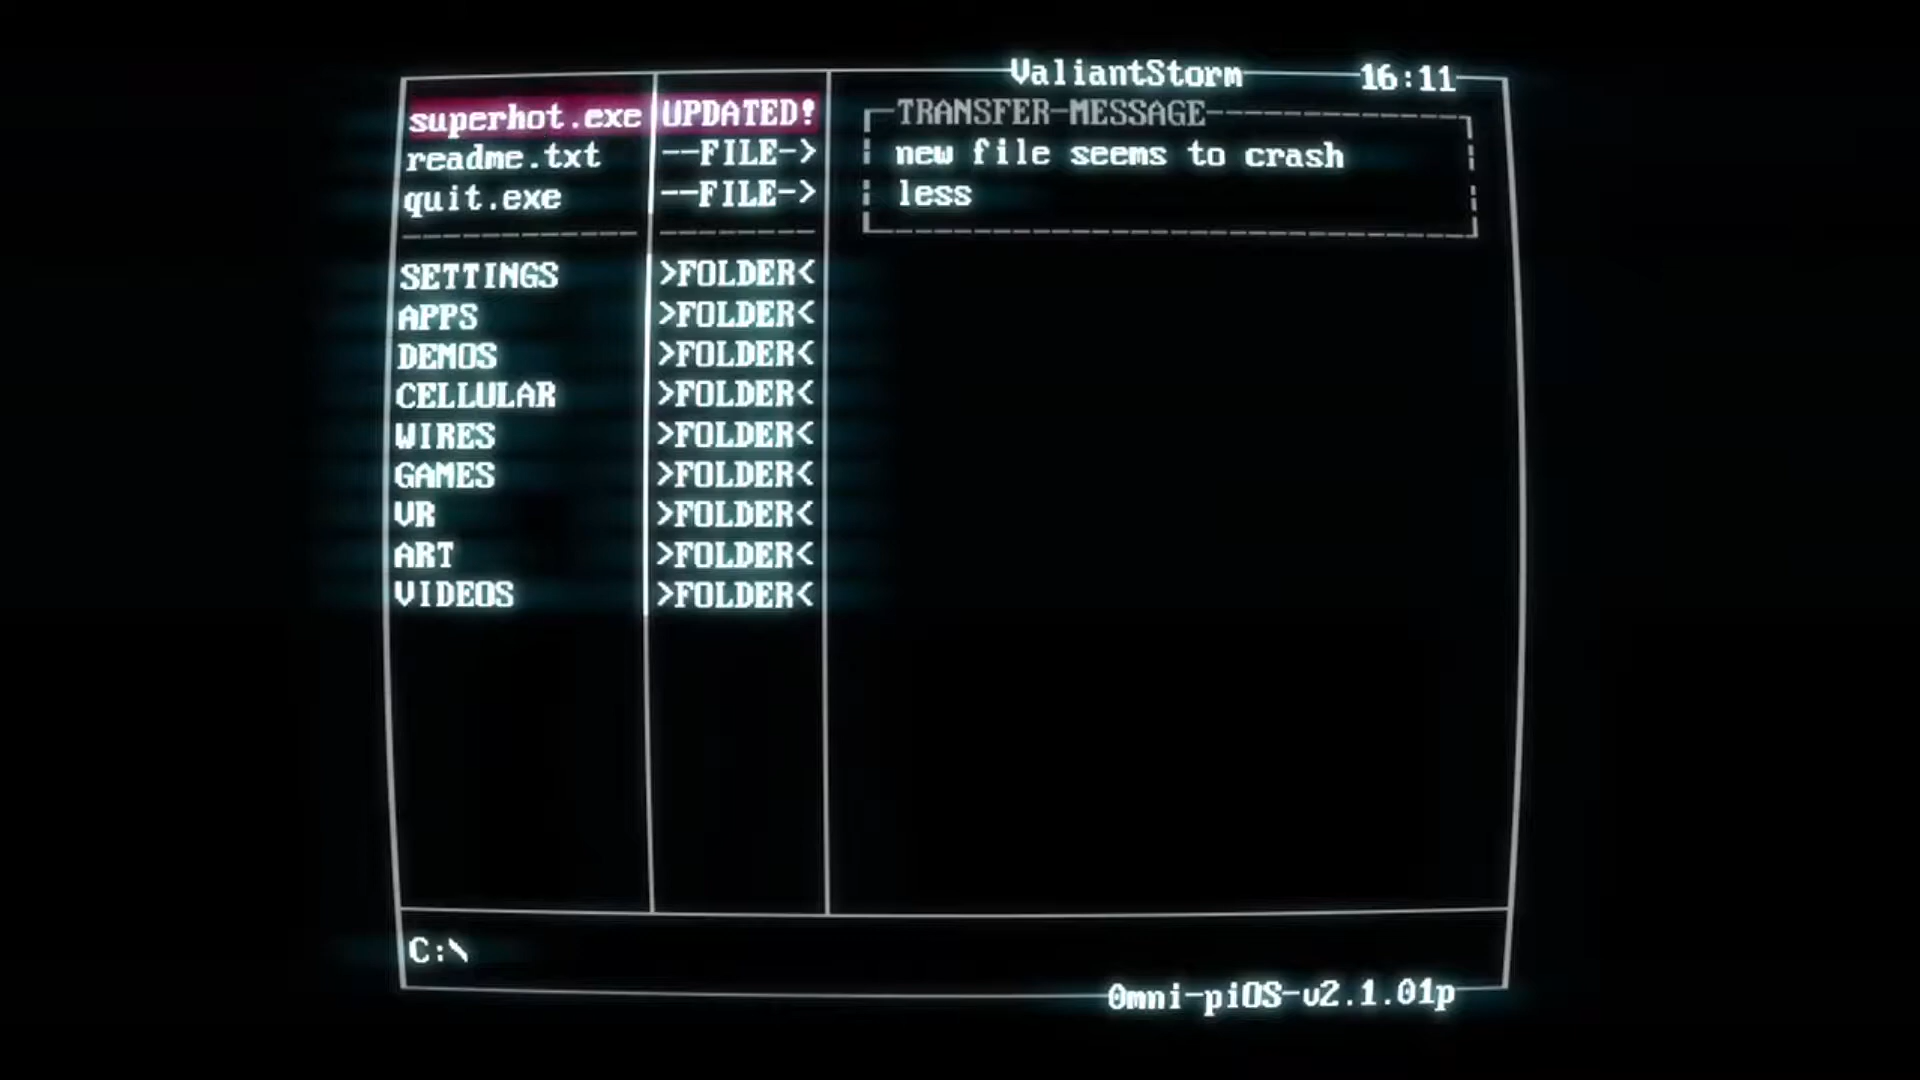 ValiantStorm 16:11
superhot.exe UPDATED!
readme.txt --FILE->
quit.exe --FILE->
TRANSFER-MESSAGE
new file seems to crash
less
SETTINGS >FOLDER<
APPS >FOLDER<
DEMOS >FOLDER<
CELLULAR >FOLDER<
WIRES >FOLDER<
GAMES >FOLDER<
VR >FOLDER<
ART >FOLDER<
VIDEOS >FOLDER<
C:\
0mni-piOS-v2.1.01p